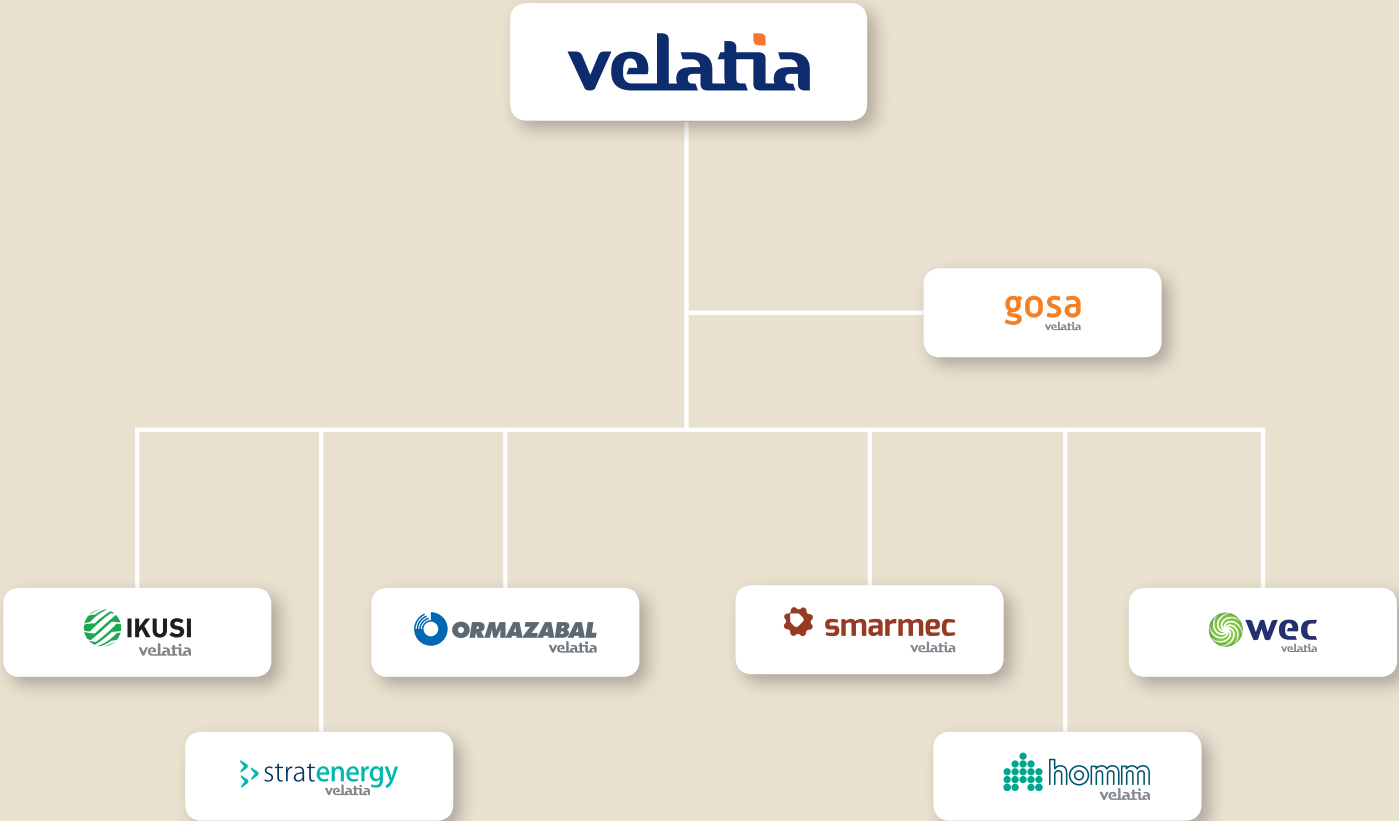 velatia
gosa
velatia
IKUSI
velatia
ORMAZABAL
velatia
smarmec
velatia
wec
velatia
stratenergy
velatia
homm
velatia